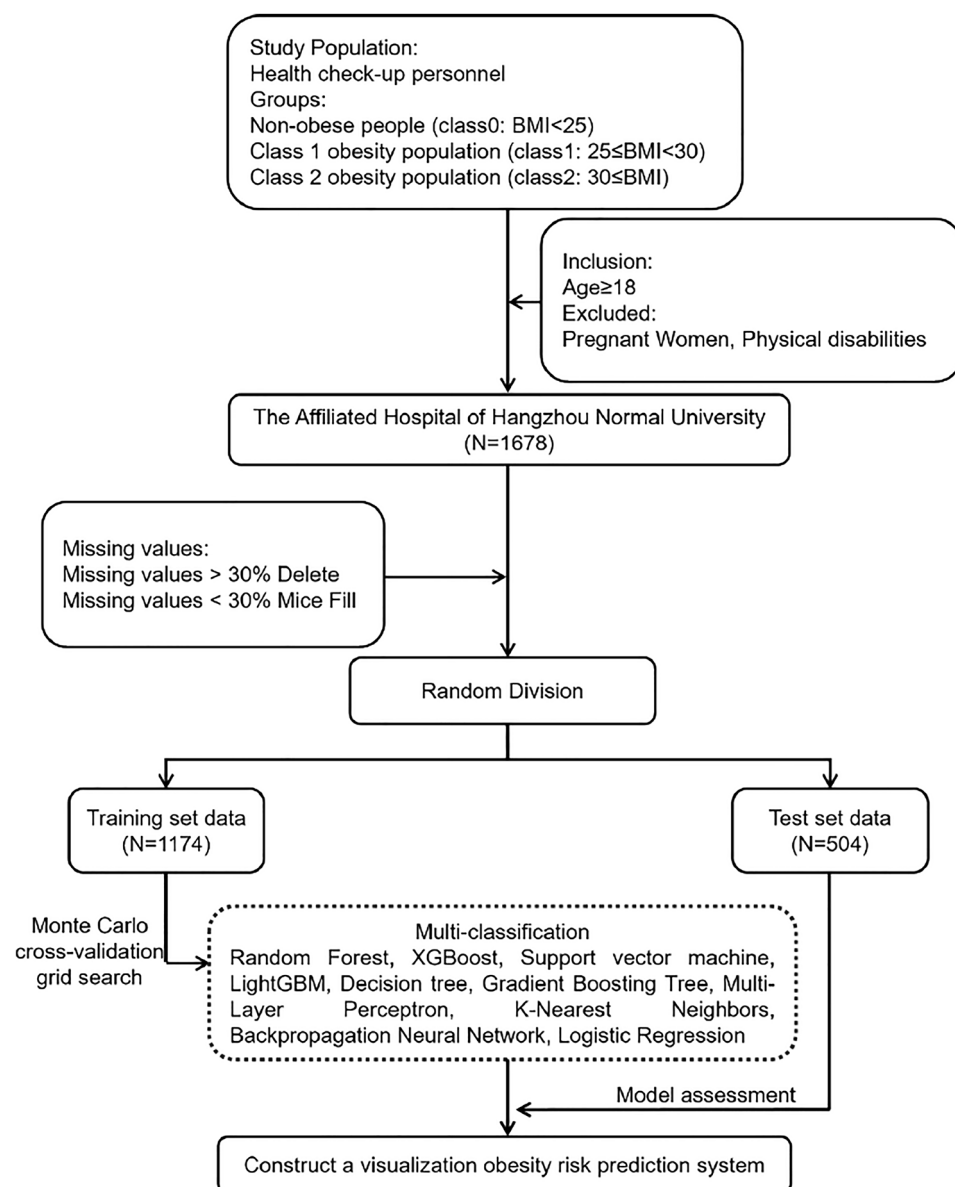 Study Population:
Health check-up personnel
Groups:
Non-obese people (class0: BMI<25)
Class 1 obesity population (class1: 25≤BMI<30)
Class 2 obesity population (class2: 30≤BMI)
Inclusion:
Age≥18
Excluded:
Pregnant Women, Physical disabilities
The Affiliated Hospital of Hangzhou Normal University
(N=1678)
Missing values:
Missing values > 30% Delete
Missing values < 30% Mice Fill
Random Division
Training set data
(N=1174)
Test set data
(N=504)
Monte Carlo
cross-validation
grid search
Multi-classification
Random Forest, XGBoost, Support vector machine,
LightGBM, Decision tree, Gradient Boosting Tree, Multi-
Layer Perceptron, K-Nearest Neighbors,
Backpropagation Neural Network, Logistic Regression
Model assessment
Construct a visualization obesity risk prediction system